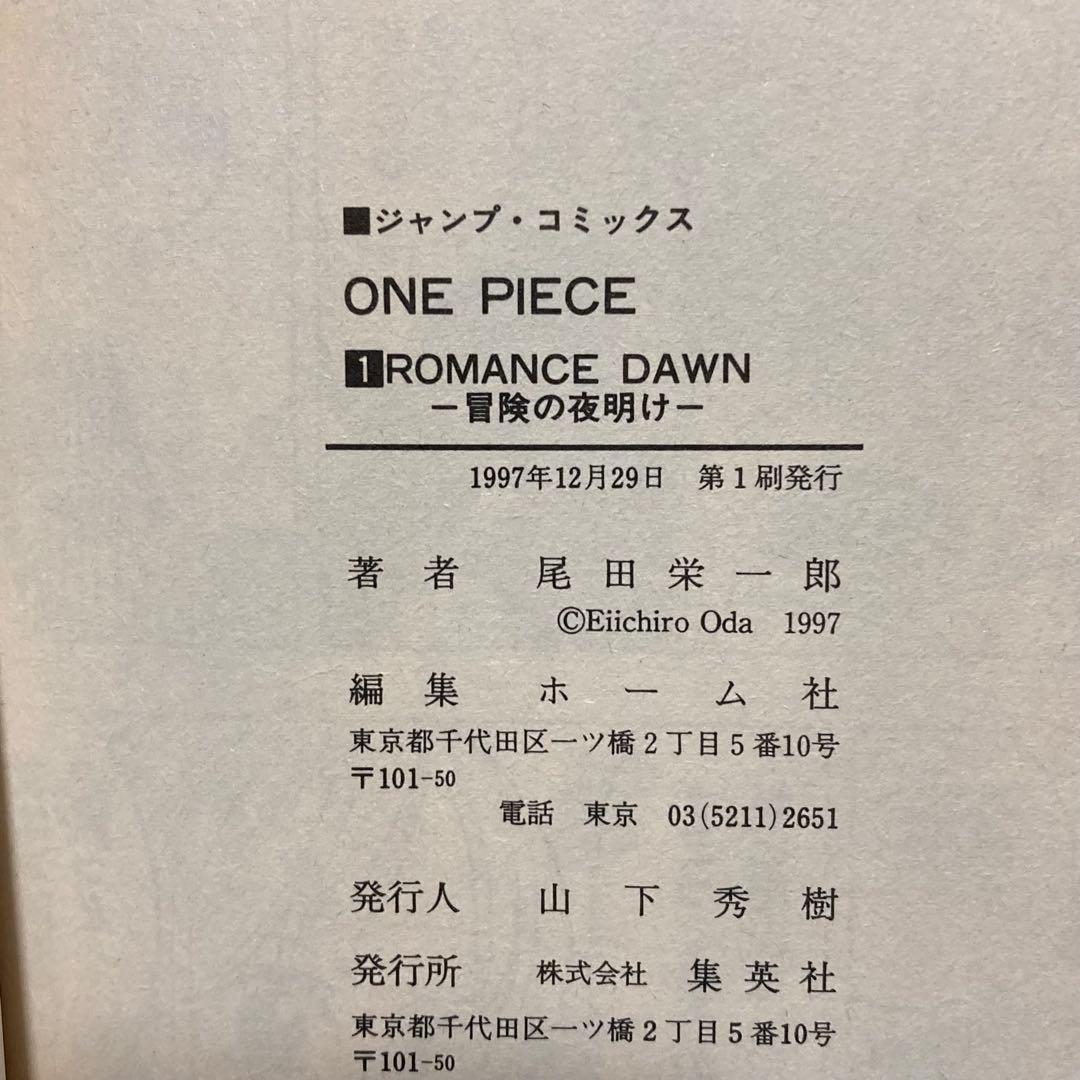 ■ジャンプ・コミックス
ONE PIECE
1 ROMANCE DAWN
―冒険の夜明け―
1997年12月29日 第1刷発行
著者 尾田栄一郎
©Eiichiro Oda 1997
編集 ホーム社
東京都千代田区一ツ橋2丁目5番10号
〒101-50
電話 東京 03(5211)2651
発行人 山下秀樹
発行所 株式会社 集英社
東京都千代田区一ツ橋2丁目5番10号
〒101-50